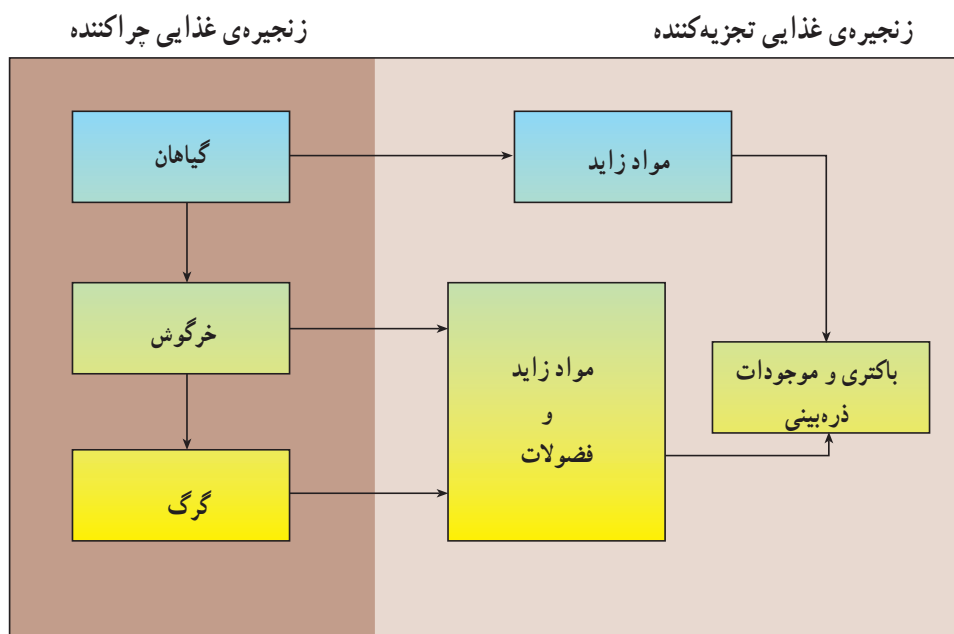 زنجیره‌ی غذایی تجزیه‌کننده
زنجیره‌ی غذایی چراکننده
گیاهان
مواد زاید
خرگوش
مواد زاید
و
فضولات
باکتری و موجودات
ذره‌بینی
گرگ